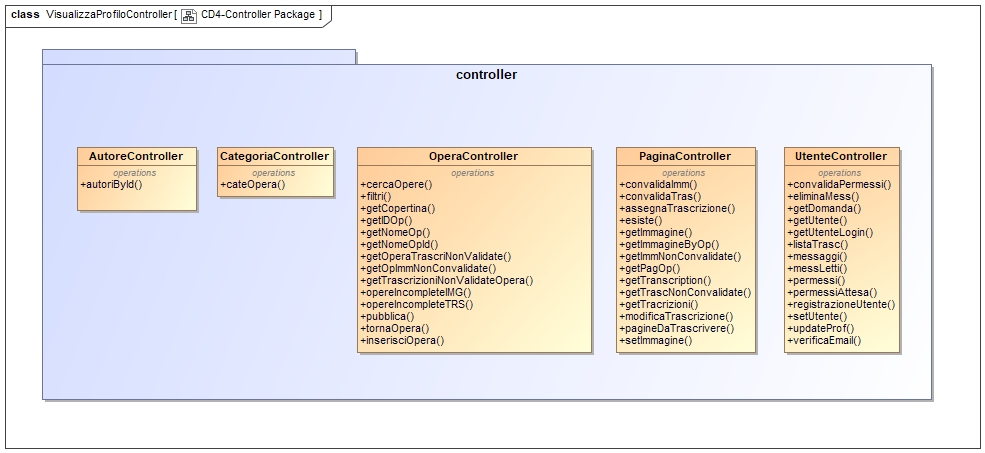 class VisualizzaProfiloController [ CD4-Controller Package ]
controller
AutoreController
operations
+autoriById()
CategoriaController
operations
+cateOpera()
OperaController
operations
+cercaOpere()
+filtri()
+getCopertina()
+getIDOp()
+getNomeOp()
+getNomeOpId()
+getOperaTrascriNonValidate()
+getOpImmNonConvalidate()
+getTrascrizioniNonValidateOpera()
+opereIncompleteIMG()
+opereIncompleteTRS()
+pubblica()
+tornaOpera()
+inserisciOpera()
PaginaController
operations
+convalidaImm()
+convalidaTras()
+assegnaTrascrizione()
+esiste()
+getImmagine()
+getImmagineByOp()
+getImmNonConvalidate()
+getPagOp()
+getTranscription()
+getTrascNonConvalidate()
+getTracrizioni()
+modificaTrascrizione()
+pagineDaTrascrivere()
+setImmagine()
UtenteController
operations
+convalidaPermessi()
+eliminaMess()
+getDomanda()
+getUtente()
+getUtenteLogin()
+listaTrasc()
+messaggi()
+messLetti()
+permessi()
+permessiAttesa()
+registrazioneUtente()
+setUtente()
+updateProf()
+verificaEmail()